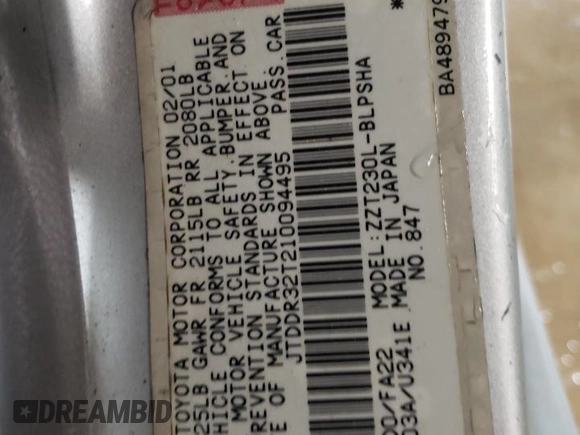 TOYOTA MOTOR CORPORATION 02/01
25LB GAWR FR 2115LB RR 2080LB
HICLE CONFORMS TO ALL APPLICABLE
MOTOR VEHICLE SAFETY, BUMPER, AND
REVENTION STANDARDS IN EFFECT ON
E OF MANUFACTURE SHOWN ABOVE.
JTDDR32T210094495 PASS. CAR
00/FA22 MODEL:ZZT230L-BLPSHA
03A/U341E MADE IN JAPAN
NO.847
BA489479
DREAMBID